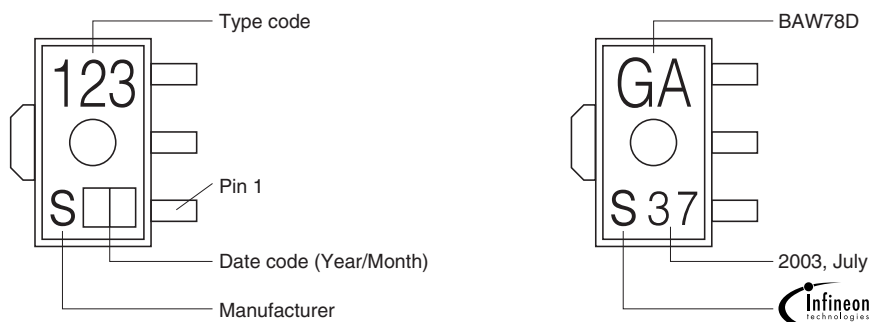 Type code
123
Pin 1
S
Date code (Year/Month)
Manufacturer
BAW78D
GA
S 37
2003, July
Infineon
technologies